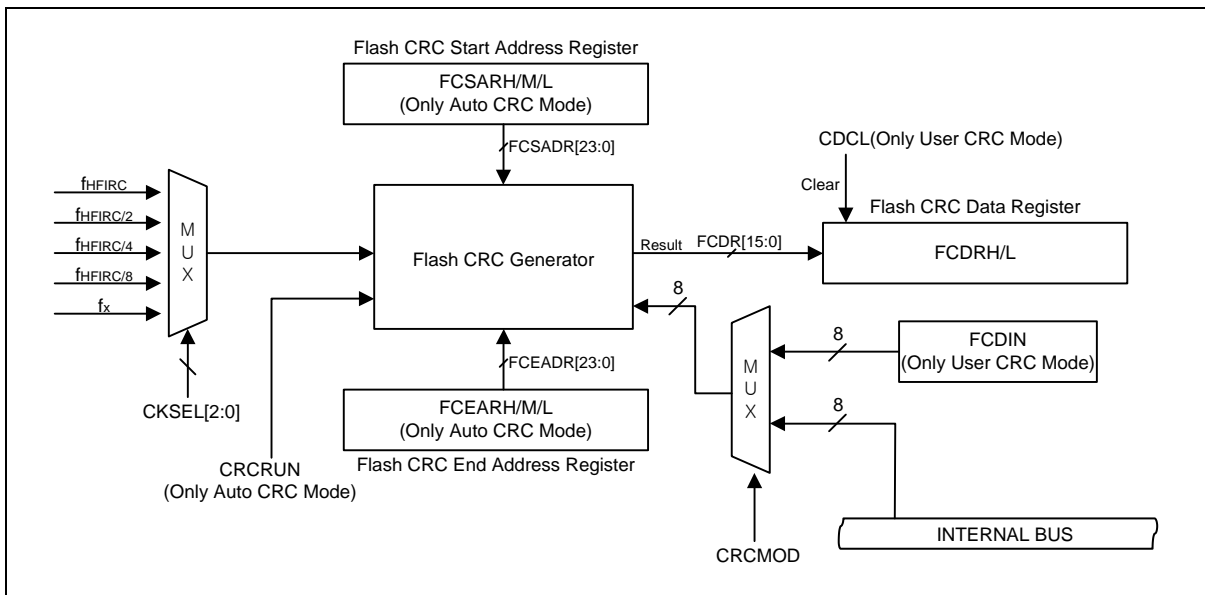 Flash CRC Start Address Register
FCSARH/M/L
(Only Auto CRC Mode)
FCSADR[23:0]
CDCL(Only User CRC Mode)
Clear
Flash CRC Data Register
fHFIRC
fHFIRC/2
fHFIRC/4
fHFIRC/8
fx
MUX
Flash CRC Generator
Result
FCDR[15:0]
FCDRH/L
8
CKSEL[2:0]
CRCRUN
(Only Auto CRC Mode)
FCEADR[23:0]
FCEARH/M/L
(Only Auto CRC Mode)
Flash CRC End Address Register
MUX
8
FCDIN
(Only User CRC Mode)
8
CRCMOD
INTERNAL BUS